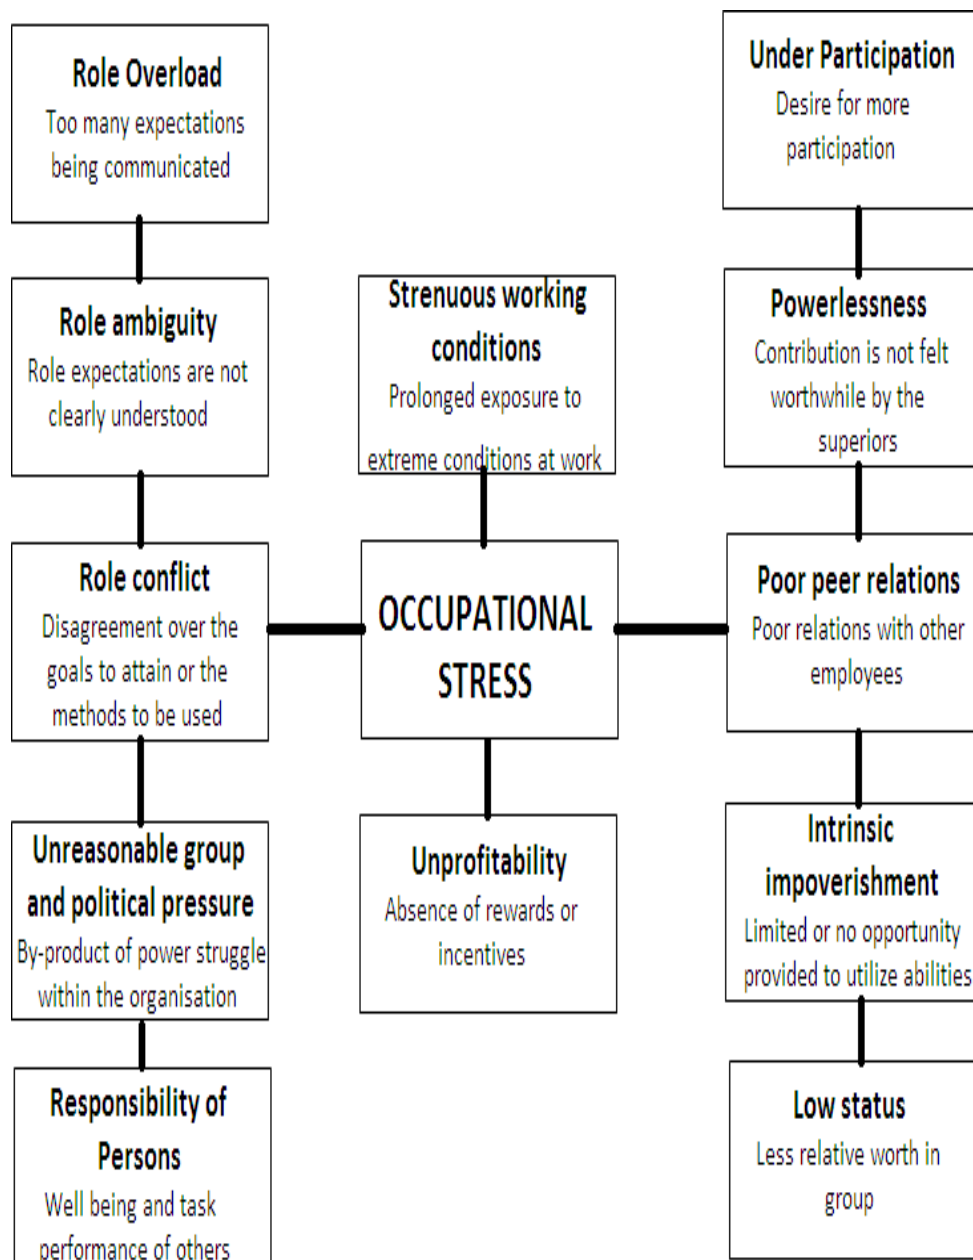 Role Overload
Too many expectations
being communicated
Role ambiguity
Role expectations are not
clearly understood
Role conflict
Disagreement over the
goals to attain or the
methods to be used
Unreasonable group
and political pressure
By-product of power struggle
within the organisation
Responsibility of
Persons
Well being and task
performance of others
Strenuous working
conditions
Prolonged exposure to
extreme conditions at work
OCCUPATIONAL
STRESS
Unprofitability
Absence of rewards or
incentives
Under Participation
Desire for more
participation
Powerlessness
Contribution is not felt
worthwhile by the
superiors
Poor peer relations
Poor relations with other
employees
Intrinsic
impoverishment
Limited or no opportunity
provided to utilize abilities
Low status
Less relative worth in
group